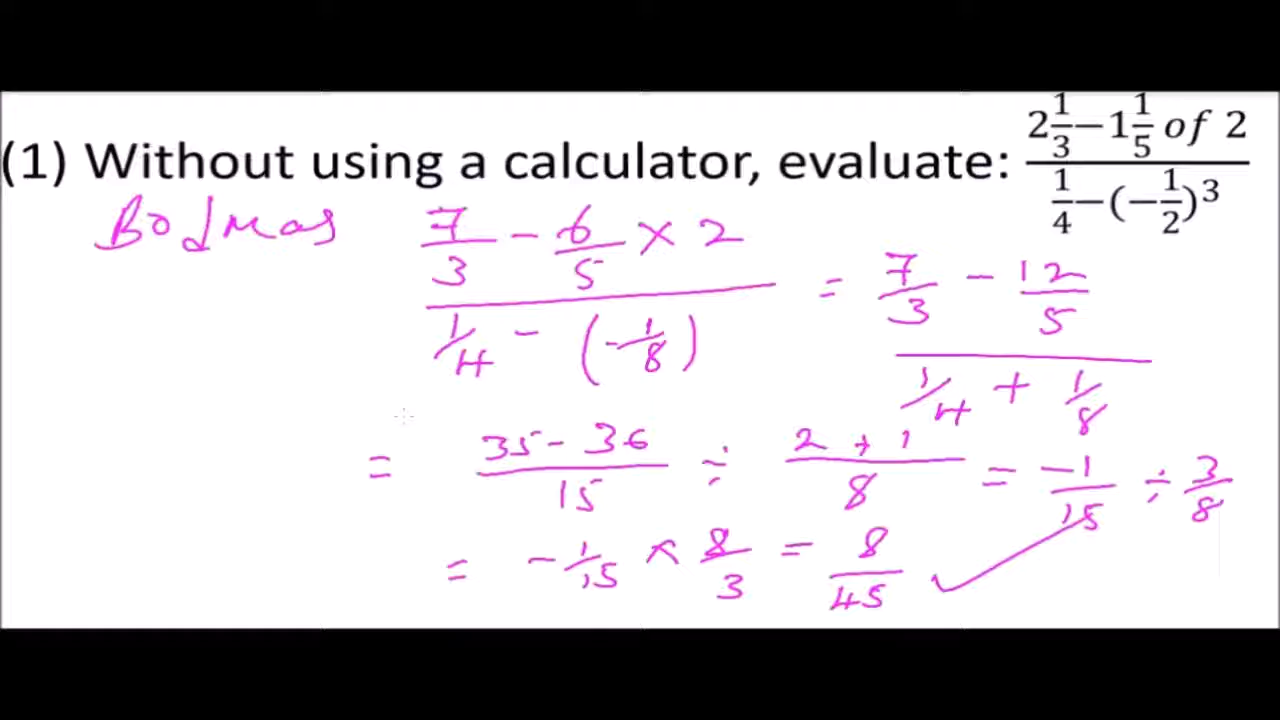 (1) Without using a calculator, evaluate: (2 1/3 − 1 1/5 of 2) / (1/4 − (−1/2)³)
Bodmas
(7/3 − 6/5 × 2) / (1/4 − (−1/8)) = (7/3 − 12/5) / (1/4 + 1/8)
= (35 − 36)/15 ÷ (2 + 1)/8 = −1/15 ÷ 3/8
= −1/15 × 8/3 = 8/45 ✓